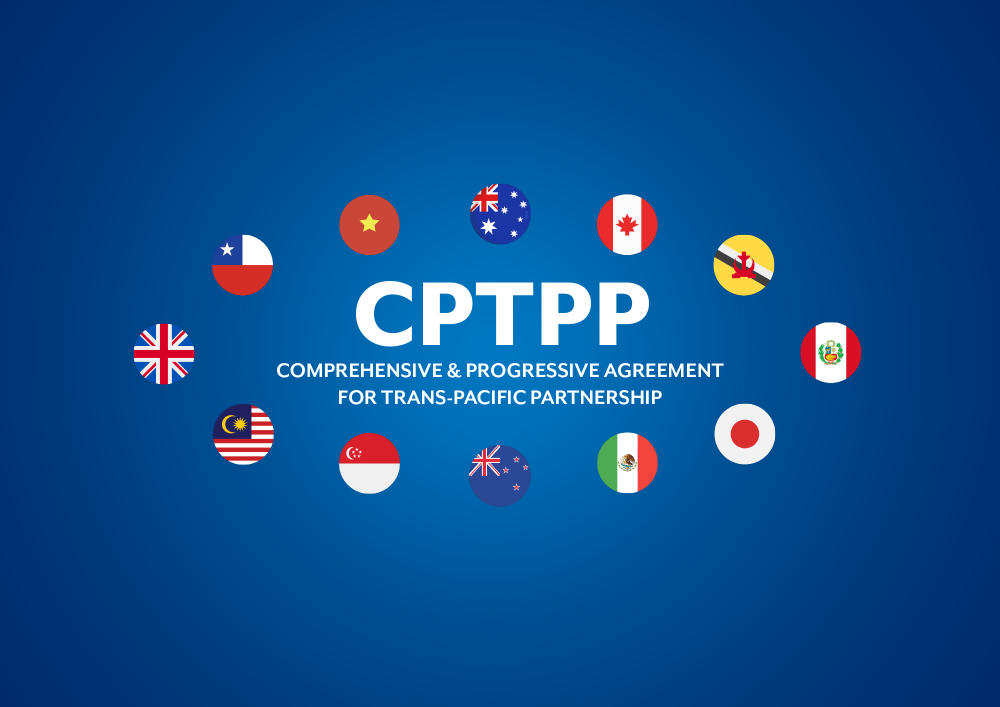 CPTPP
COMPREHENSIVE & PROGRESSIVE AGREEMENT
FOR TRANS-PACIFIC PARTNERSHIP